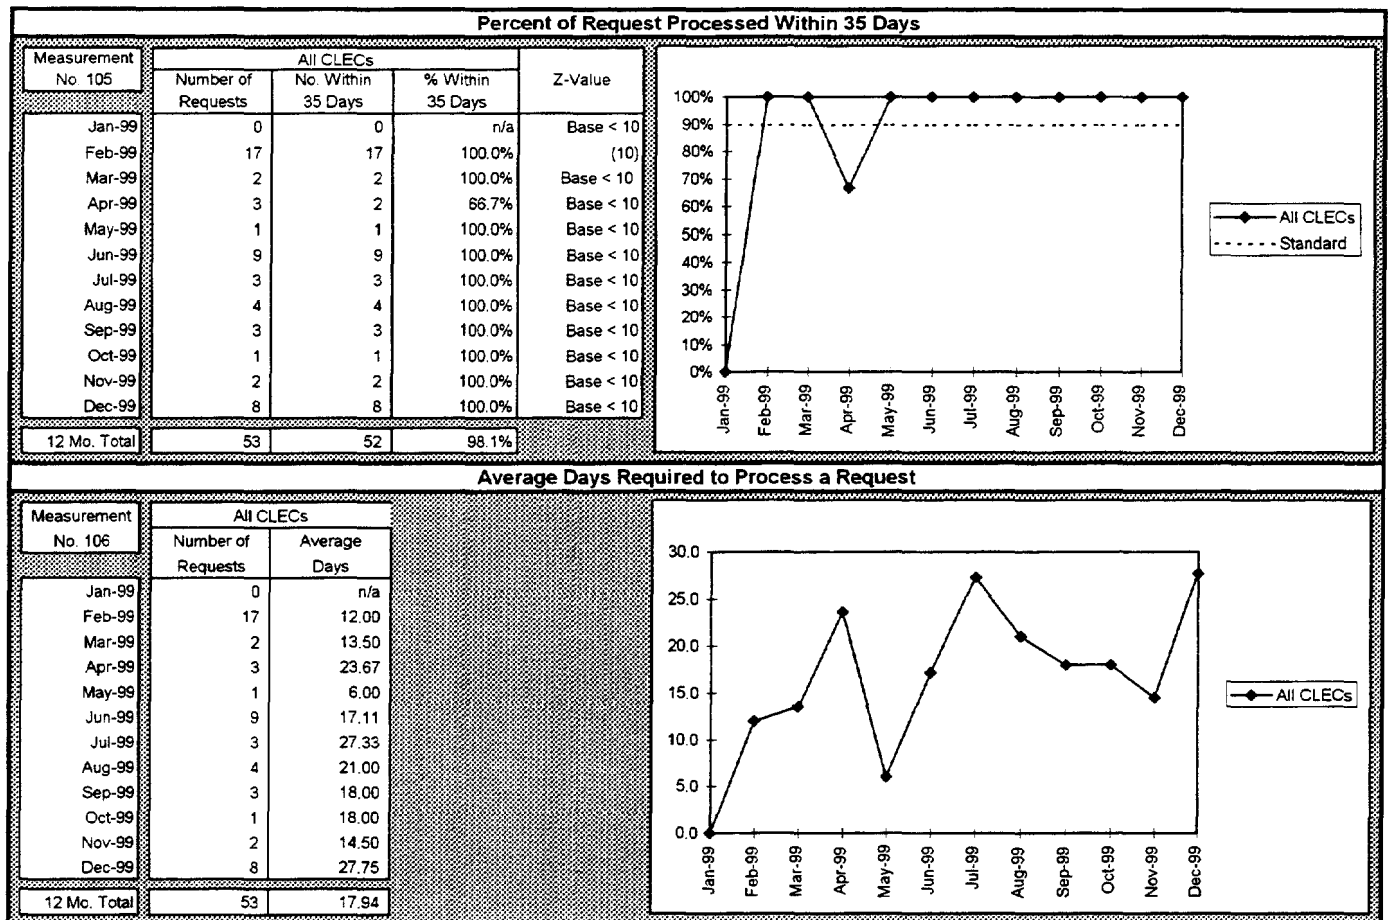 Percent of Request Processed Within 35 Days
Measurement
No. 105
All CLECs
Number of Requests
No. Within 35 Days
% Within 35 Days
Z-Value
Jan-99 0 0 n/a Base < 10
Feb-99 17 17 100.0% (10)
Mar-99 2 2 100.0% Base < 10
Apr-99 3 2 66.7% Base < 10
May-99 1 1 100.0% Base < 10
Jun-99 9 9 100.0% Base < 10
Jul-99 3 3 100.0% Base < 10
Aug-99 4 4 100.0% Base < 10
Sep-99 3 3 100.0% Base < 10
Oct-99 1 1 100.0% Base < 10
Nov-99 2 2 100.0% Base < 10
Dec-99 8 8 100.0% Base < 10
12 Mo. Total 53 52 98.1%
100%
90%
80%
70%
60%
50%
40%
30%
20%
10%
0%
Jan-99 Feb-99 Mar-99 Apr-99 May-99 Jun-99 Jul-99 Aug-99 Sep-99 Oct-99 Nov-99 Dec-99
All CLECs
Standard
Average Days Required to Process a Request
Measurement
No. 106
All CLECs
Number of Requests
Average Days
Jan-99 0 n/a
Feb-99 17 12.00
Mar-99 2 13.50
Apr-99 3 23.67
May-99 1 6.00
Jun-99 9 17.11
Jul-99 3 27.33
Aug-99 4 21.00
Sep-99 3 18.00
Oct-99 1 18.00
Nov-99 2 14.50
Dec-99 8 27.75
12 Mo. Total 53 17.94
30.0
25.0
20.0
15.0
10.0
5.0
0.0
Jan-99 Feb-99 Mar-99 Apr-99 May-99 Jun-99 Jul-99 Aug-99 Sep-99 Oct-99 Nov-99 Dec-99
All CLECs